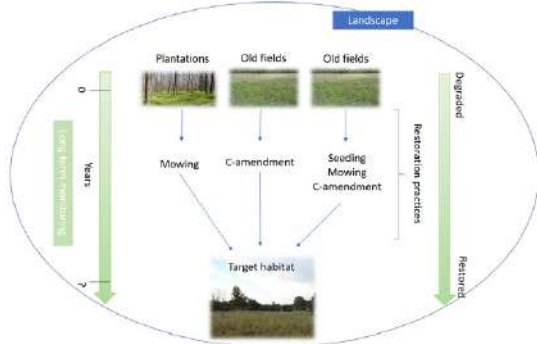 Landscape
Plantations
Old fields
Old fields
0
Degraded
Long term monitoring
Years
Mowing
C-amendment
Seeding
Mowing
C-amendment
Restoration practices
Target habitat
?
Restored